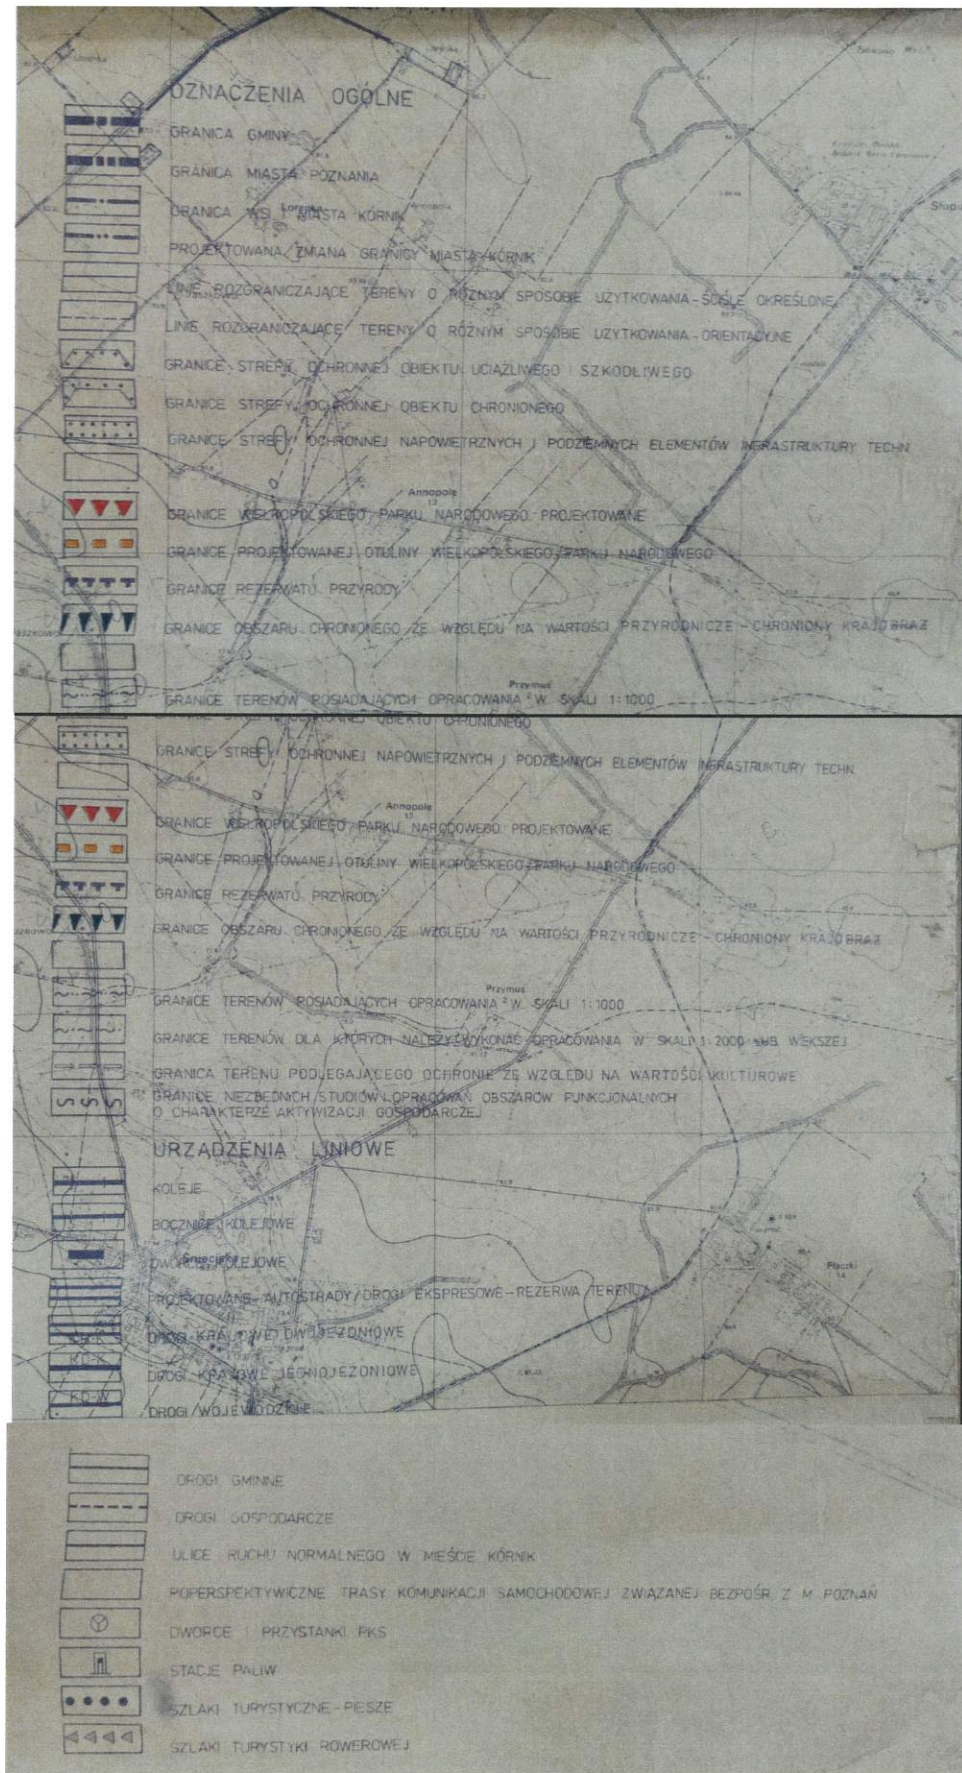 OZNACZENIA OGÓLNE
GRANICA GMINY
GRANICA MIASTA POZNANIA
GRANICA WSI I MIASTA KÓRNIK
PROJEKTOWANA ZMIANA GRANICY MIASTA KÓRNIK
LINIE ROZGRANICZAJĄCE TERENY O RÓŻNYM SPOSOBIE UŻYTKOWANIA-ŚCIŚLE OKREŚLONE
LINIE ROZGRANICZAJĄCE TERENY O RÓŻNYM SPOSOBIE UŻYTKOWANIA-ORIENTACYJNE
GRANICE STREFY OCHRONNEJ OBIEKTU UCIĄŻLIWEGO I SZKODLIWEGO
GRANICE STREFY OCHRONNEJ OBIEKTU CHRONIONEGO
GRANICE STREFY OCHRONNEJ NAPOWIETRZNYCH I PODZIEMNYCH ELEMENTÓW INFRASTRUKTURY TECHN
Annopole
GRANICE WIELKOPOLSKIEGO PARKU NARODOWEGO PROJEKTOWANE
GRANICE PROJEKTOWANEJ OTULINY WIELKOPOLSKIEGO PARKU NARODOWEGO
GRANICE REZERWATU PRZYRODY
GRANICE OBSZARU CHRONIONEGO ZE WZGLĘDU NA WARTOŚCI PRZYRODNICZE - CHRONIONY KRAJOBRAZ
Przymus
GRANICE TERENÓW POSIADAJĄCYCH OPRACOWANIA W SKALI 1:1000
OCHRONNEJ OBIEKTU CHRONIONEGO
GRANICE STREFY OCHRONNEJ NAPOWIETRZNYCH I PODZIEMNYCH ELEMENTÓW INFRASTRUKTURY TECHN
Annopole
GRANICE WIELKOPOLSKIEGO PARKU NARODOWEGO PROJEKTOWANE
GRANICE PROJEKTOWANEJ OTULINY WIELKOPOLSKIEGO PARKU NARODOWEGO
GRANICE REZERWATU PRZYRODY
GRANICE OBSZARU CHRONIONEGO ZE WZGLĘDU NA WARTOŚCI PRZYRODNICZE - CHRONIONY KRAJOBRAZ
Przymus
GRANICE TERENÓW POSIADAJĄCYCH OPRACOWANIA W SKALI 1:1000
GRANICE TERENÓW DLA KTÓRYCH NALEŻY WYKONAĆ OPRACOWANIA W SKALI 1:2000 LUB WIĘKSZEJ
GRANICA TERENU PODLEGAJĄCEGO OCHRONIE ZE WZGLĘDU NA WARTOŚCI KULTUROWE
GRANICE NIEZBĘDNYCH STUDIÓW I OPRACOWAŃ OBSZARÓW FUNKCJONALNYCH
O CHARAKTERZE AKTYWIZACJI GOSPODARCZEJ
URZĄDZENIA LINIOWE
KOLEJE
BOCZNICE KOLEJOWE
Śnieciska
DWORCE KOLEJOWE
Płaczki
PROJEKTOWANE AUTOSTRADY/DROGI EKSPRESOWE-REZERWA TERENU
DROGI KRAJOWE DWUJEZDNIOWE
KD-K
DROGI KRAJOWE JEDNOJEZDNIOWE
KD-W
DROGI WOJEWÓDZKIE
DROGI GMINNE
DROGI GOSPODARCZE
ULICE RUCHU NORMALNEGO W MIEŚCIE KÓRNIK
POPERSPEKTYWICZNE TRASY KOMUNIKACJI SAMOCHODOWEJ ZWIĄZANEJ BEZPOŚR. Z M. POZNAŃ
DWORCE I PRZYSTANKI PKS
STACJE PALIW
SZLAKI TURYSTYCZNE-PIESZE
SZLAKI TURYSTYKI ROWEROWEJ